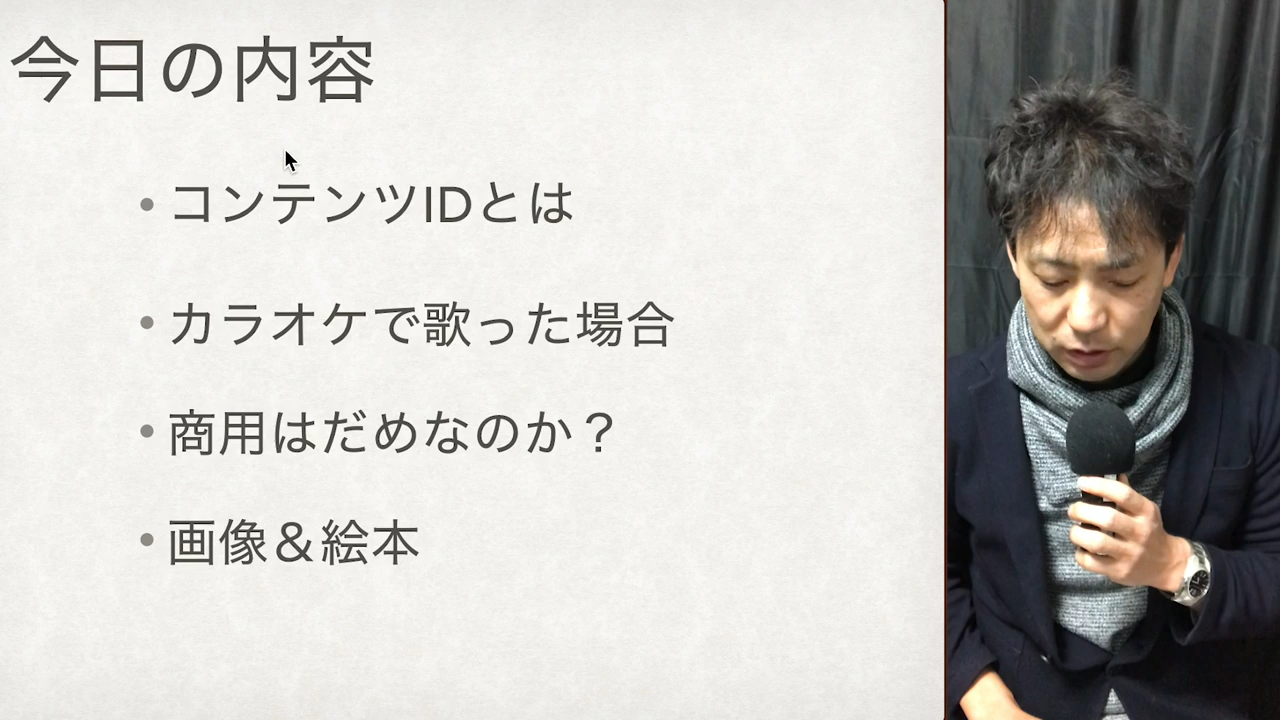 今日の内容
・コンテンツIDとは
・カラオケで歌った場合
・商用はだめなのか？
・画像＆絵本